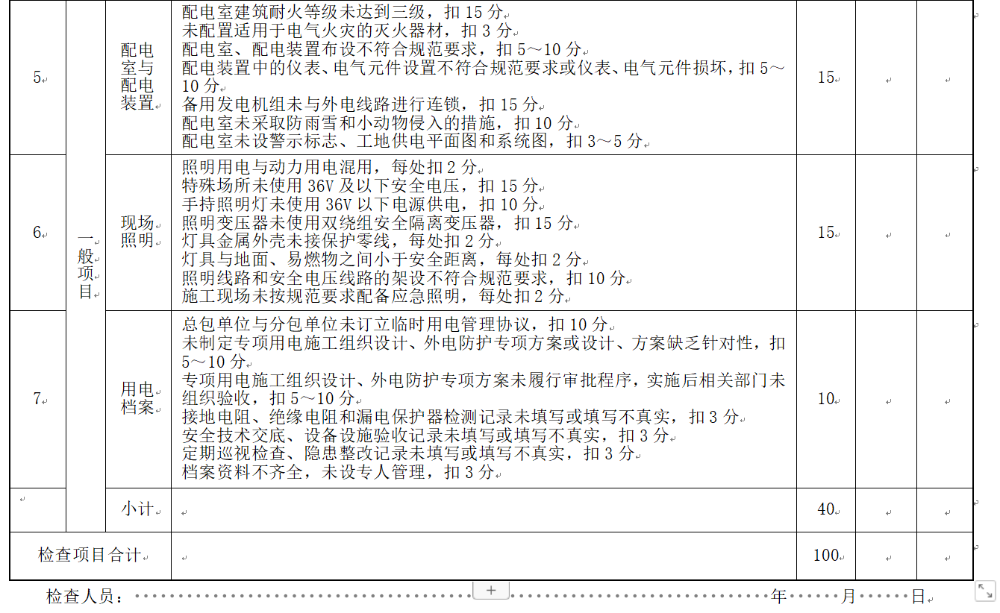 5
一般项目
配电
室与
配电
装置
配电室建筑耐火等级未达到三级，扣 15 分
未配置适用于电气火灾的灭火器材，扣 3 分
配电室、配电装置布设不符合规范要求，扣 5～10 分
配电装置中的仪表、电气元件设置不符合规范要求或仪表、电气元件损坏，扣 5～
10 分
备用发电机组未与外电线路进行连锁，扣 15 分
配电室未采取防雨雪和小动物侵入的措施，扣 10 分
配电室未设警示标志、工地供电平面图和系统图，扣 3～5 分
15
6
现场
照明
照明用电与动力用电混用，每处扣 2 分
特殊场所未使用 36V 及以下安全电压，扣 15 分
手持照明灯未使用 36V 以下电源供电，扣 10 分
照明变压器未使用双绕组安全隔离变压器，扣 15 分
灯具金属外壳未接保护零线，每处扣 2 分
灯具与地面、易燃物之间小于安全距离，每处扣 2 分
照明线路和安全电压线路的架设不符合规范要求，扣 10 分
施工现场未按规范要求配备应急照明，每处扣 2 分
15
7
用电
档案
总包单位与分包单位未订立临时用电管理协议，扣 10 分
未制定专项用电施工组织设计、外电防护专项方案或设计、方案缺乏针对性，扣
5～10 分
专项用电施工组织设计、外电防护专项方案未履行审批程序，实施后相关部门未
组织验收，扣 5～10 分
接地电阻、绝缘电阻和漏电保护器检测记录未填写或填写不真实，扣 3 分
安全技术交底、设备设施验收记录未填写或填写不真实，扣 3 分
定期巡视检查、隐患整改记录未填写或填写不真实，扣 3 分
档案资料不齐全，未设专人管理，扣 3 分
10
小计
40
检查项目合计
100
检查人员： 年 月 日